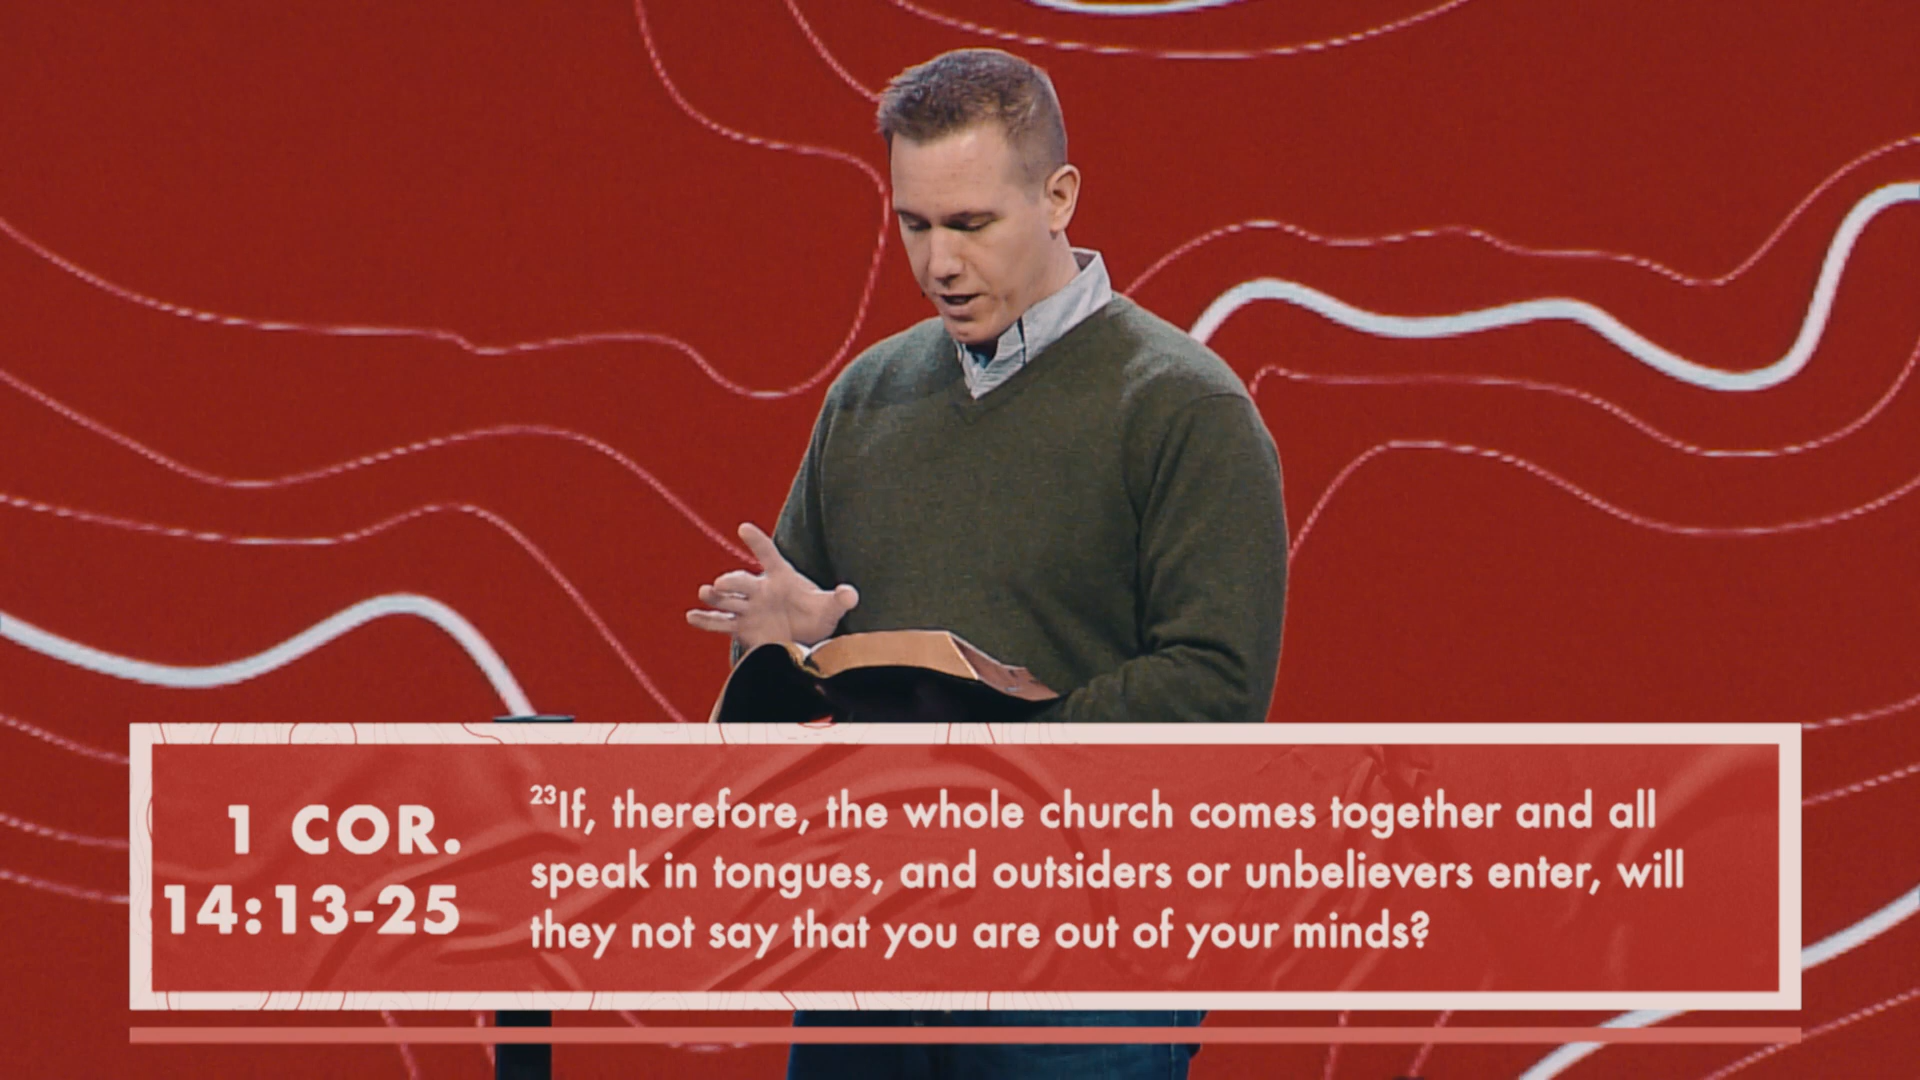 1 COR.
14:13-25
23If, therefore, the whole church comes together and all
speak in tongues, and outsiders or unbelievers enter, will
they not say that you are out of your minds?